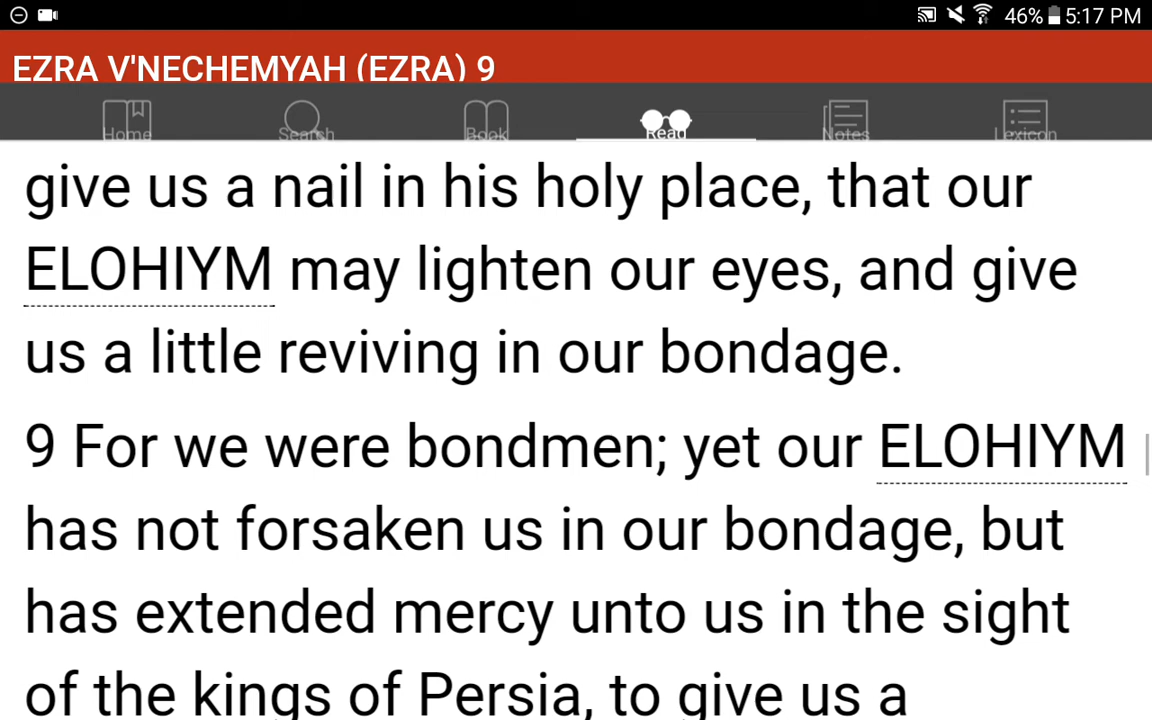 46% 5:17 PM
EZRA V'NECHEMYAH (EZRA) 9
Home Search Book Read Notes Lexicon
give us a nail in his holy place, that our
ELOHIYM may lighten our eyes, and give
us a little reviving in our bondage.
9 For we were bondmen; yet our ELOHIYM
has not forsaken us in our bondage, but
has extended mercy unto us in the sight
of the kings of Persia, to give us a